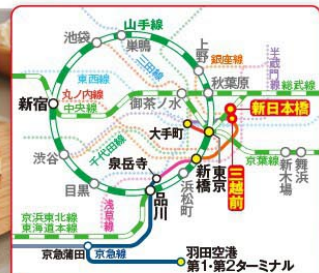 山手線
池袋
巣鴨
上野
銀座線
半蔵門線
東西線
三田線
秋葉原
総武線
丸ノ内線
新宿
中央線
御茶ノ水
新日本橋
大手町
千代田線
泉岳寺
渋谷
三越前
東京
京葉線
新橋
新木場
舞浜
浜松町
目黒
品川
浅草線
京浜東北線
東海道本線
京急蒲田
京急線
羽田空港
第1・第2ターミナル